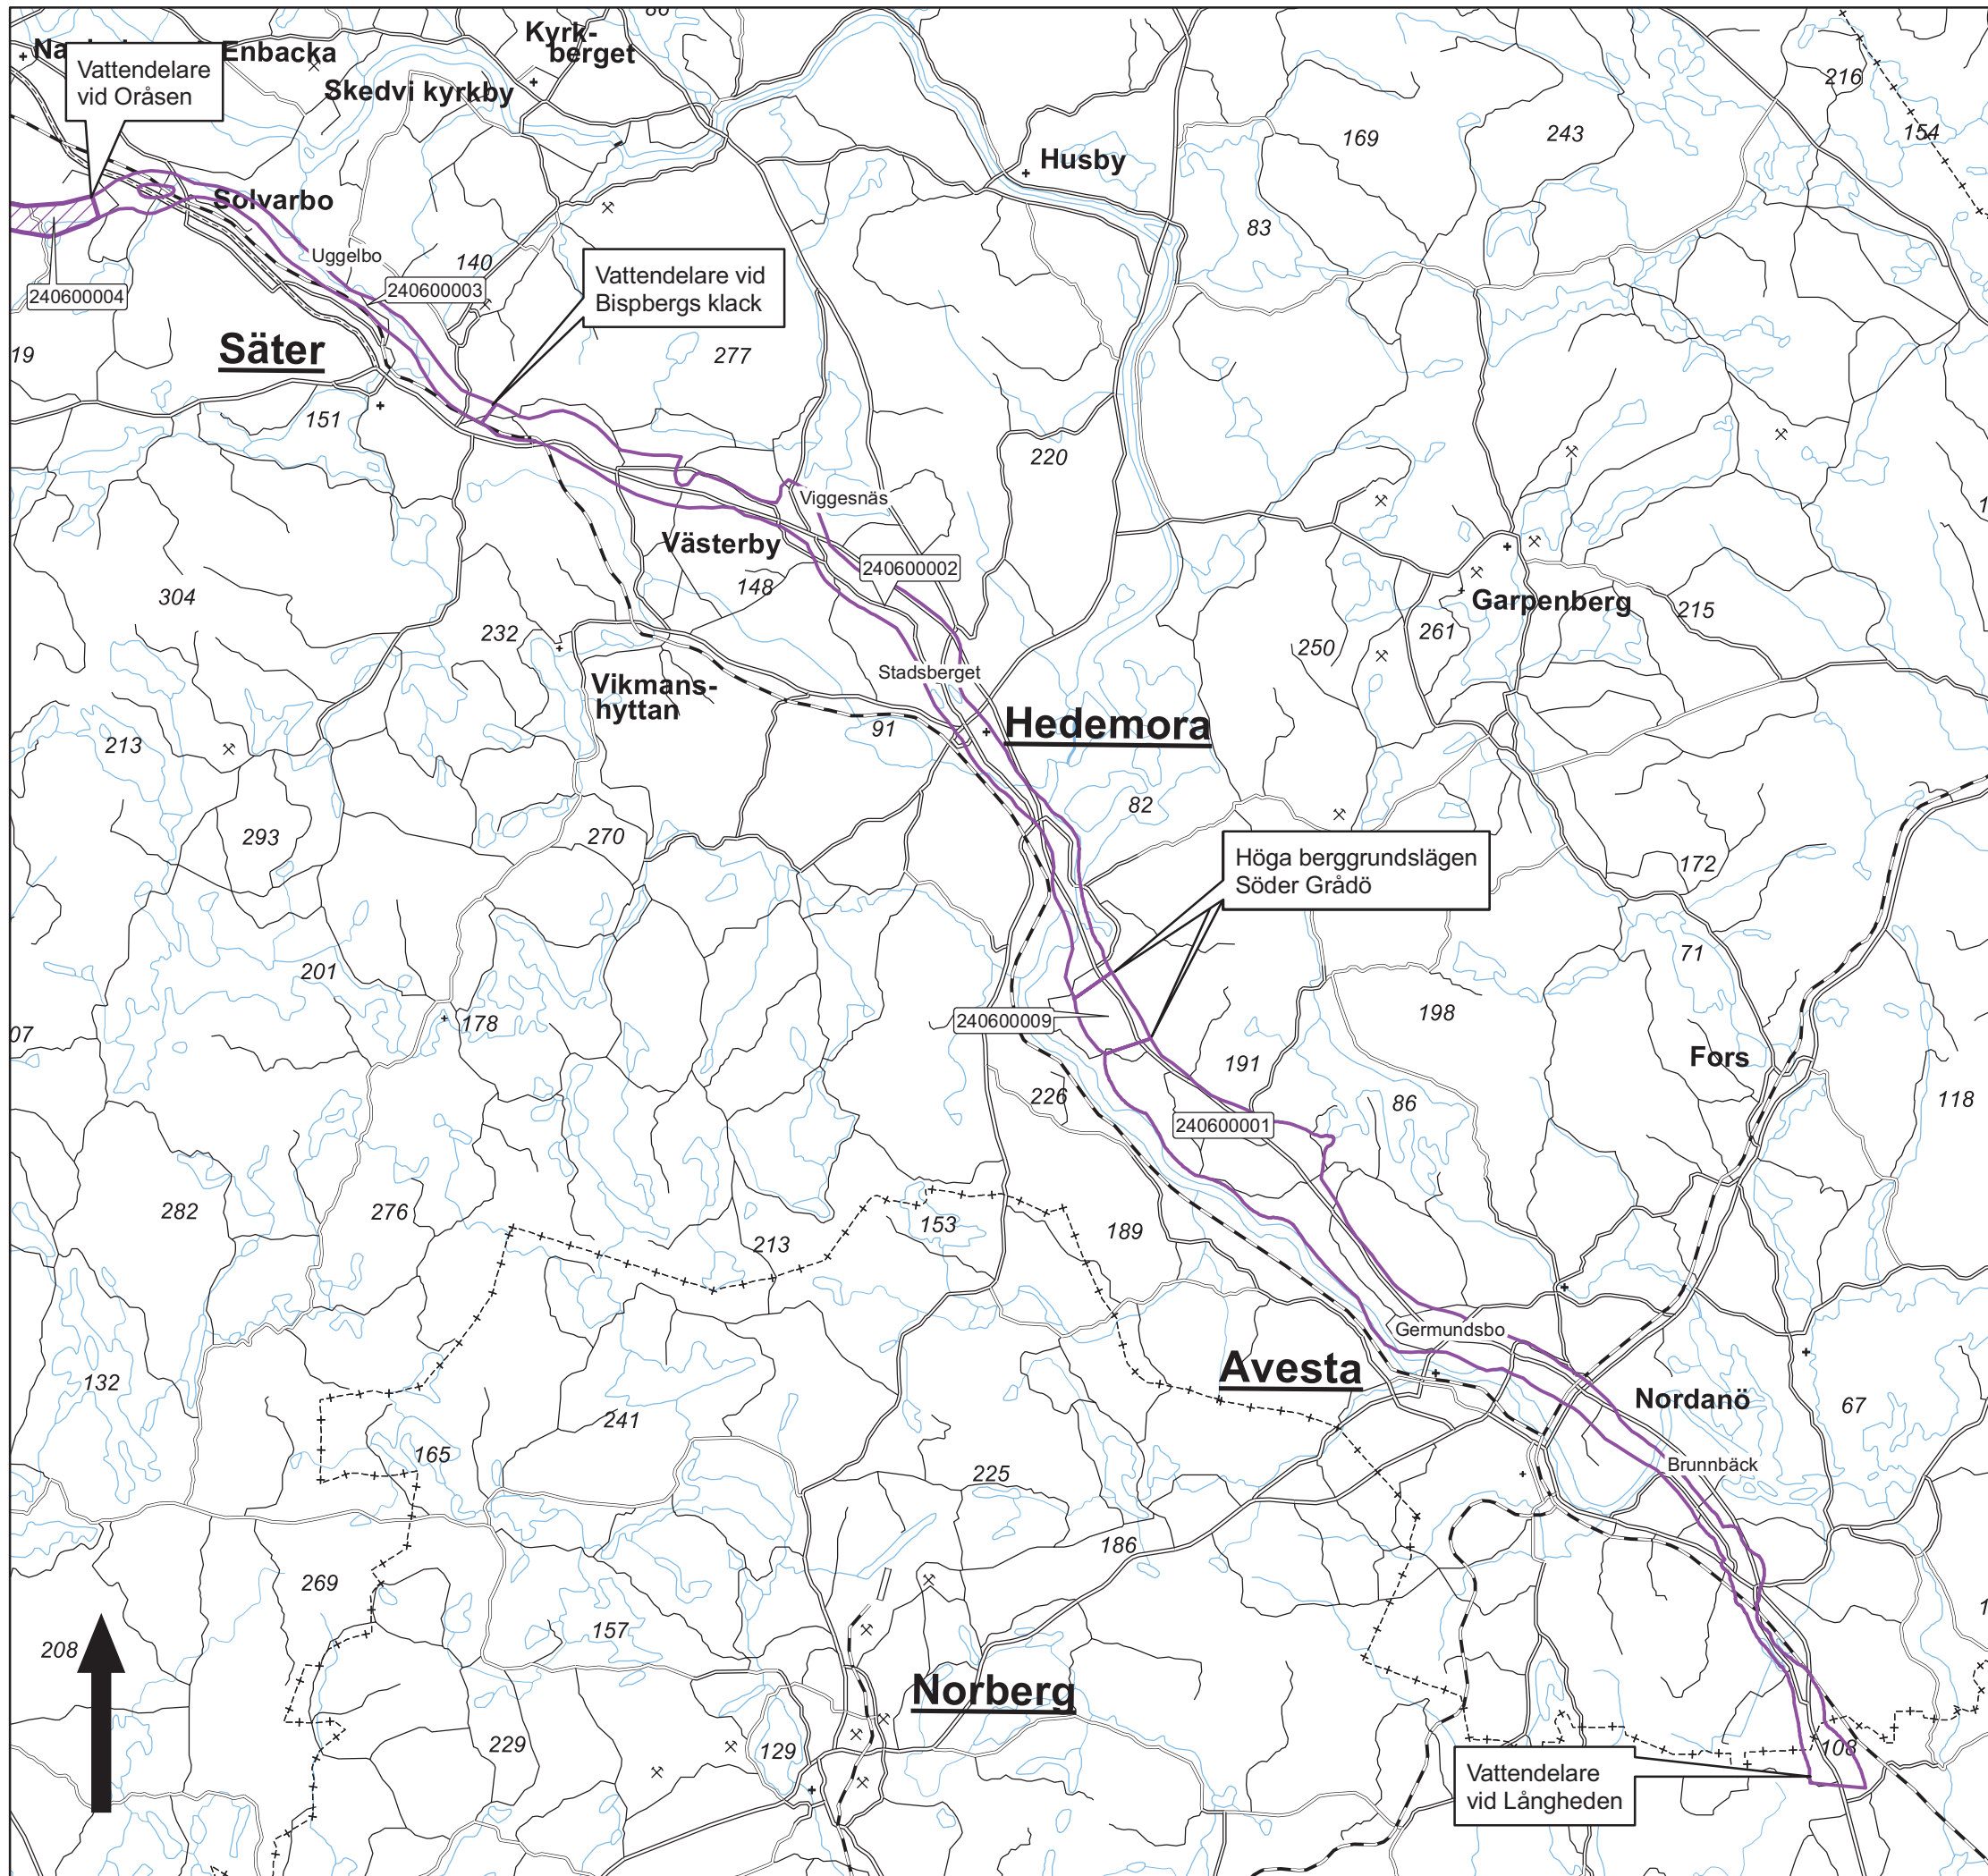 Enbacka
Kyrk-
berget
Vattendelare
vid Oråsen
Skedvi kyrkby
216
169
243
154
Husby
Solvarbo
83
Uggelbo
140
240600004
240600003
Vattendelare vid
Bispbergs klack
Säter
19
277
151
220
Viggesnäs
Västerby
240600002
148
304
232
Garpenberg
215
261
250
Stadsberget
Vikmans-
hyttan
213
91
Hedemora
82
293
270
Höga berggrundslägen
Söder Grådö
172
71
201
178
07
240600009
198
Fors
191
226
86
118
240600001
282
276
153
213
189
Germundsbo
Avesta
132
Nordanö
67
241
165
Brunnbäck
225
186
269
157
208
Norberg
229
129
108
Vattendelare
vid Långheden